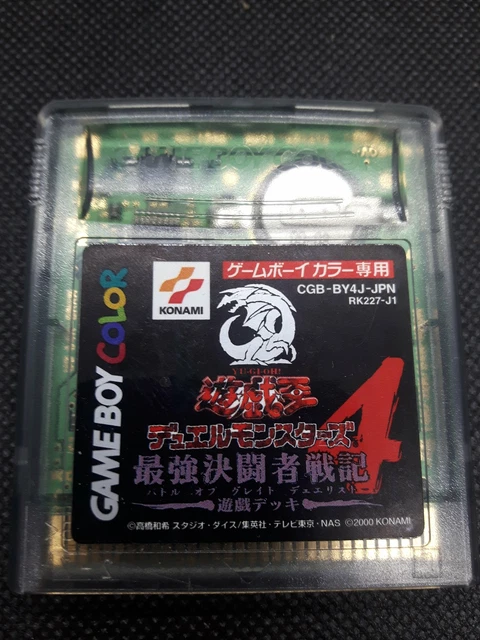 ゲームボーイカラー専用
CGB-BY4J-JPN
RK227-J1
KONAMI
GAME BOY COLOR
YU-GI-OH!
遊戯王
デュエルモンスターズ4
最強決闘者戦記
バトル オブ グレイト デュエリスト
遊戯デッキ
©高橋和希 スタジオ・ダイス/集英社・テレビ東京・NAS ©2000 KONAMI